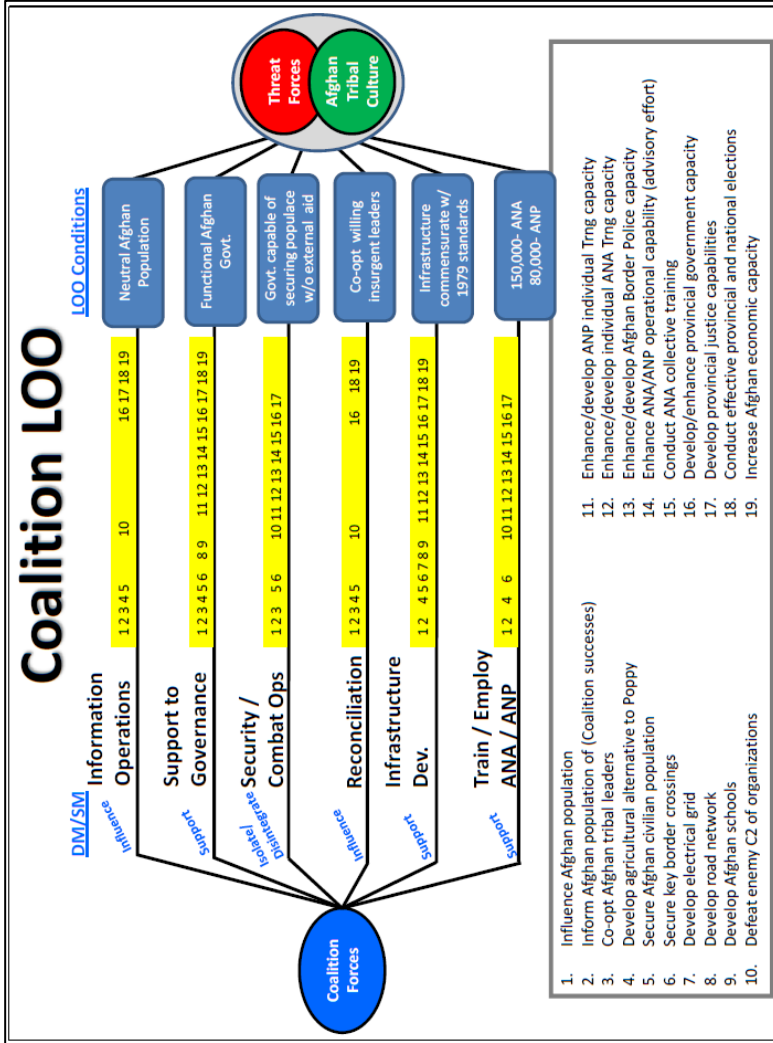 Coalition LOO
DM/SM
LOO Conditions
Influence
Information
Operations
1 2 3 4 5 10 16 17 18 19
Neutral Afghan
Population
Support
Support to
Governance
1 2 3 4 5 6 8 9 11 12 13 14 15 16 17 18 19
Functional Afghan
Govt.
Isolate/
Disintegrate
Security /
Combat Ops
1 2 3 5 6 10 11 12 13 14 15 16 17
Govt. capable of
securing populace
w/o external aid
Influence
Reconciliation
1 2 3 4 5 10 16 18 19
Co-opt willing
insurgent leaders
Support
Infrastructure
Dev.
1 2 4 5 6 7 8 9 11 12 13 14 15 16 17 18 19
Infrastructure
commensurate w/
1979 standards
Support
Train / Employ
ANA / ANP
1 2 4 6 10 11 12 13 14 15 16 17
150,000- ANA
80,000- ANP
Coalition
Forces
Threat
Forces
Afghan
Tribal
Culture
1. Influence Afghan population
2. Inform Afghan population of (Coalition successes)
3. Co-opt Afghan tribal leaders
4. Develop agricultural alternative to Poppy
5. Secure Afghan civilian population
6. Secure key border crossings
7. Develop electrical grid
8. Develop road network
9. Develop Afghan schools
10. Defeat enemy C2 of organizations
11. Enhance/develop ANP individual Trng capacity
12. Enhance/develop individual ANA Trng capacity
13. Enhance/develop Afghan Border Police capacity
14. Enhance ANA/ANP operational capability (advisory effort)
15. Conduct ANA collective training
16. Develop/enhance provincial government capacity
17. Develop provincial justice capabilities
18. Conduct effective provincial and national elections
19. Increase Afghan economic capacity